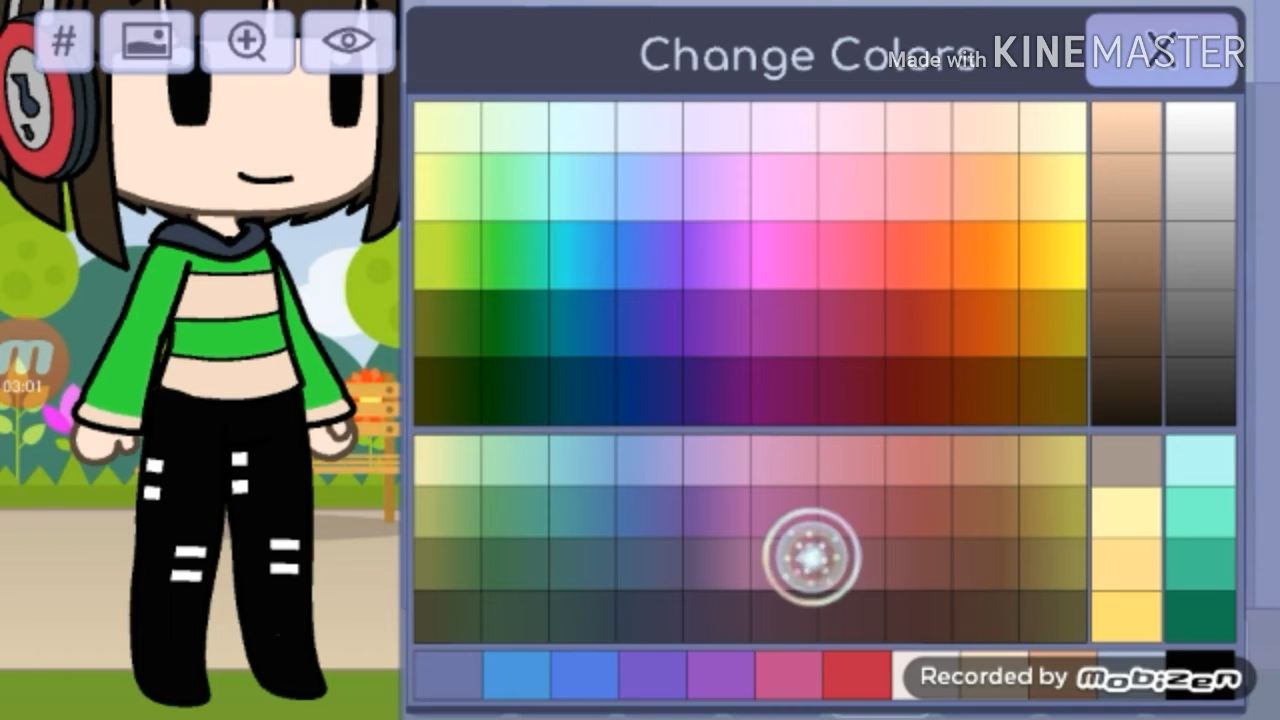 #
Change Colors
Made with KINEMASTER
X
m
03:01
Recorded by mobizen